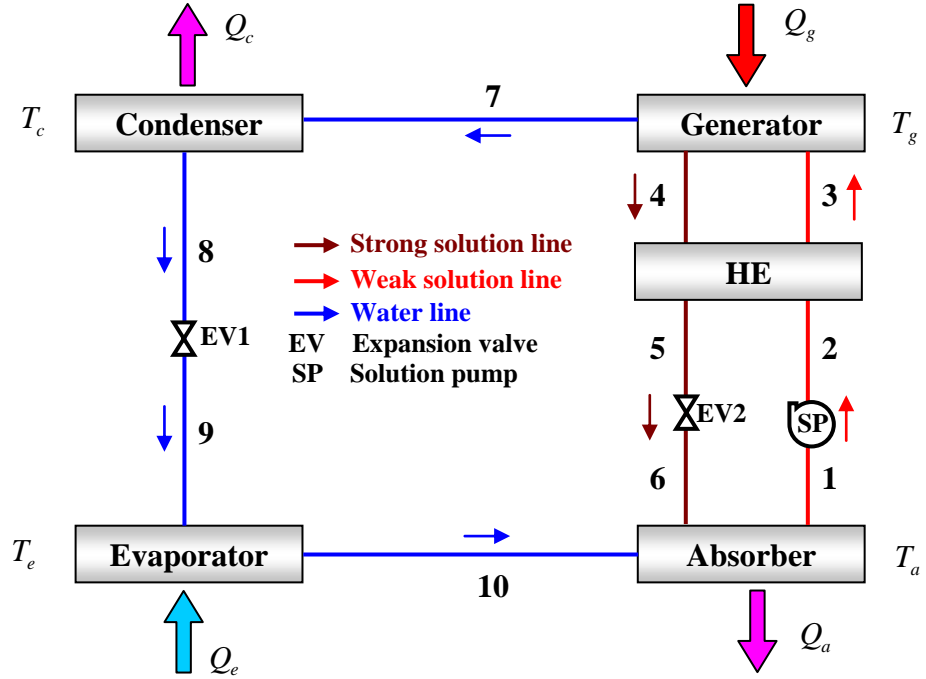 Q_c
Q_g
7
T_c
Condenser
Generator
T_g
4
3
8
Strong solution line
Weak solution line
HE
Water line
EV1
EV Expansion valve
5
2
SP Solution pump
EV2
SP
9
6
1
T_e
Evaporator
Absorber
T_a
10
Q_e
Q_a